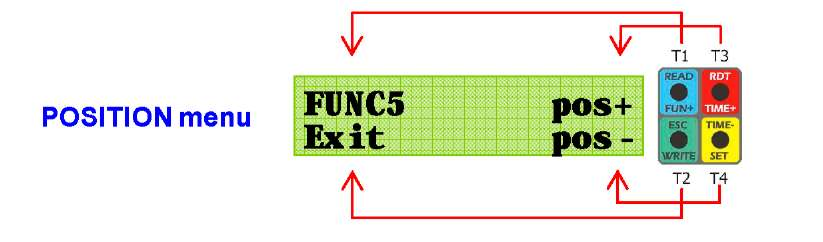 T1 T3
READ RDT
FUN+ TIME+
FUNC5 pos+
POSITION menu
Exit pos -
ESC TIME-
WRITE SET
T2 T4